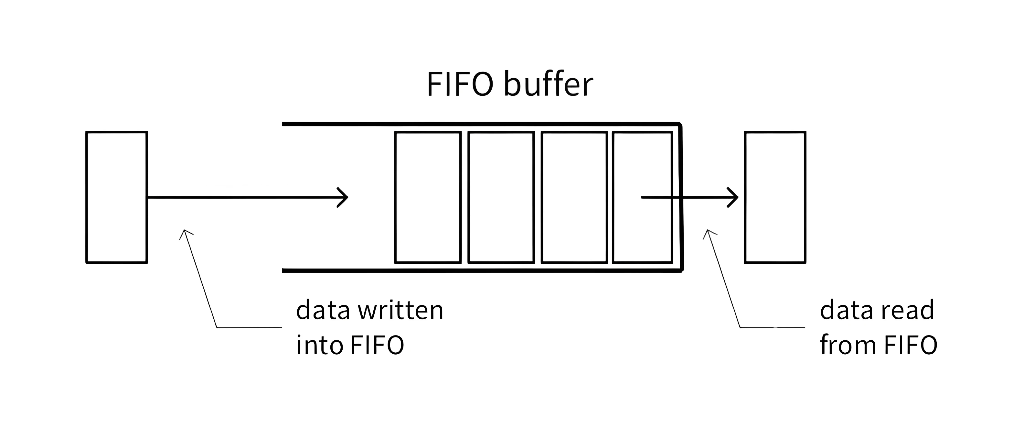 FIFO buffer
data written
into FIFO
data read
from FIFO